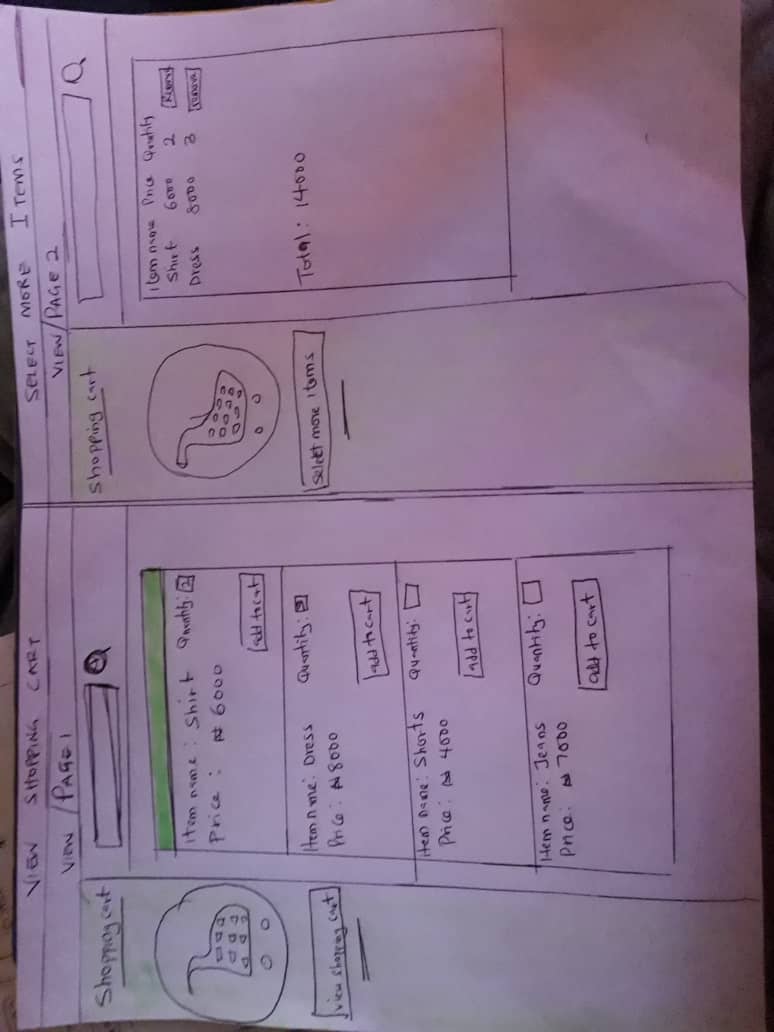 VIEW SHOPPING CART
VIEW / PAGE 1
Shopping cart
Item name: Shirt Quantity: 2
Price: ₦ 6000
add to cart
Item name: Dress Quantity: 3
Price: ₦ 8000
add to cart
Item name: Shorts Quantity:
Price: ₦ 4000
add to cart
Item name: Jeans Quantity:
Price: ₦ 7000
add to cart
view shopping cart
SELECT MORE ITEMS
VIEW / PAGE 2
Shopping cart
Item name Price Quantity
Shirt 6000 2
Dress 8000 3
Total: 14000
Select more items